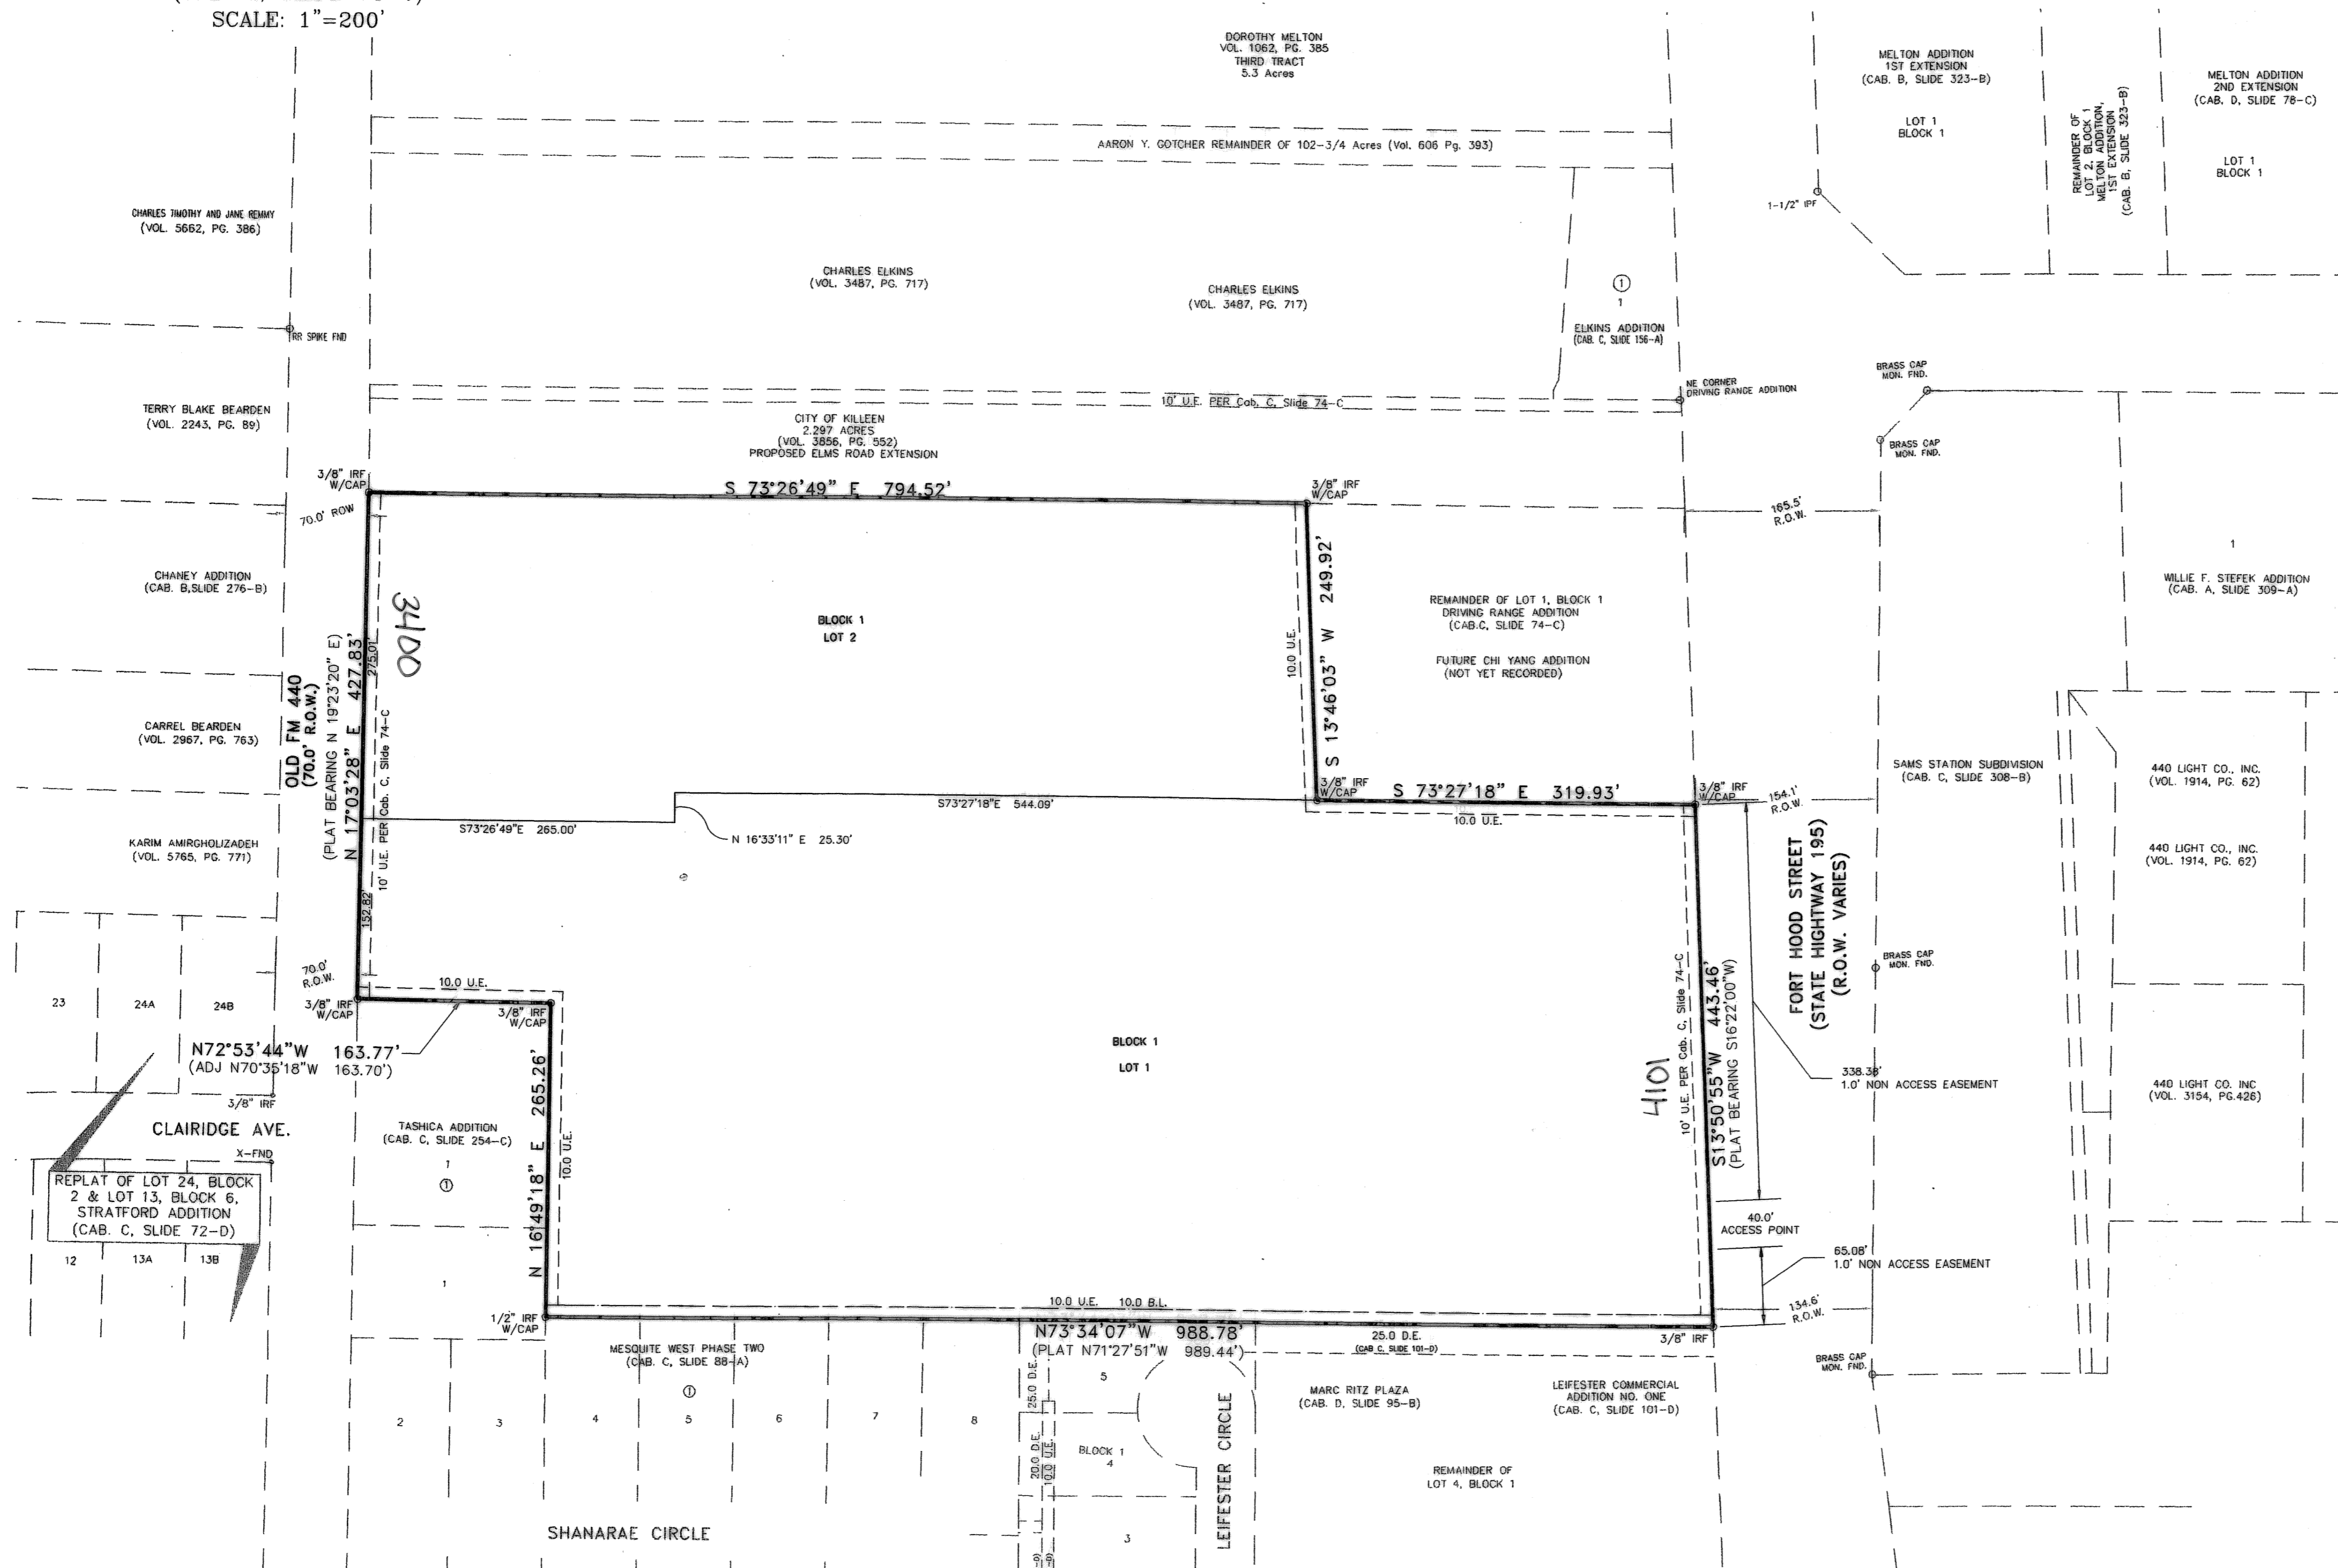 SCALE: 1"=200'
DOROTHY MELTON
VOL. 1062, PG. 385
THIRD TRACT
5.3 Acres
MELTON ADDITION
1ST EXTENSION
(CAB. B, SLIDE 323-B)
LOT 1
BLOCK 1
REMAINDER OF
LOT 2, BLOCK 1
MELTON ADDITION,
1ST EXTENSION
(CAB. B, SLIDE 323-B)
MELTON ADDITION
2ND EXTENSION
(CAB. D, SLIDE 78-C)
LOT 1
BLOCK 1
AARON Y. GOTCHER REMAINDER OF 102-3/4 Acres (Vol. 606 Pg. 393)
1-1/2" IPF
CHARLES TIMOTHY AND JANE REMMY
(VOL. 5662, PG. 386)
CHARLES ELKINS
(VOL. 3487, PG. 717)
CHARLES ELKINS
(VOL. 3487, PG. 717)
1
1
ELKINS ADDITION
(CAB. C, SLIDE 156-A)
RR SPIKE FND
BRASS CAP
MON. FND.
NE CORNER
DRIVING RANGE ADDITION
10' U.E. PER Cab. C, Slide 74-C
TERRY BLAKE BEARDEN
(VOL. 2243, PG. 89)
CITY OF KILLEEN
2.297 ACRES
(VOL. 3856, PG. 552)
PROPOSED ELMS ROAD EXTENSION
BRASS CAP
MON. FND.
3/8" IRF
W/CAP
S 73°26'49" E 794.52'
3/8" IRF
W/CAP
70.0' ROW
165.5'
R.O.W.
3400
CHANEY ADDITION
(CAB. B,SLIDE 276-B)
BLOCK 1
LOT 2
S 13°46'03" W 249.92'
10.0 U.E.
REMAINDER OF LOT 1, BLOCK 1
DRIVING RANGE ADDITION
(CAB.C, SLIDE 74-C)
FUTURE CHI YANG ADDITION
(NOT YET RECORDED)
1
WILLIE F. STEFEK ADDITION
(CAB. A, SLIDE 309-A)
OLD FM 440
(70.0' R.O.W.)
(PLAT BEARING N 19°23'20" E)
N 17°03'28" E 427.83'
275.01'
10' U.E. PER Cab. C, Slide 74-C
152.82'
CARREL BEARDEN
(VOL. 2967, PG. 763)
SAMS STATION SUBDIVISION
(CAB. C, SLIDE 308-B)
440 LIGHT CO., INC.
(VOL. 1914, PG. 62)
3/8" IRF
W/CAP
S 73°27'18" E 319.93'
3/8" IRF
W/CAP
154.1'
R.O.W.
10.0 U.E.
S73°27'18"E 544.09'
S73°26'49"E 265.00'
N 16°33'11" E 25.30'
KARIM AMIRGHOLIZADEH
(VOL. 5765, PG. 771)
440 LIGHT CO., INC.
(VOL. 1914, PG. 62)
FORT HOOD STREET
(STATE HIGHTWAY 195)
(R.O.W. VARIES)
BRASS CAP
MON. FND.
70.0'
R.O.W.
10.0 U.E.
23
24A
24B
3/8" IRF
W/CAP
3/8" IRF
W/CAP
N72°53'44"W 163.77'
(ADJ N70°35'18"W 163.70')
BLOCK 1
LOT 1
4101
10' U.E. PER Cab. C, Slide 74-C
S13°50'55"W 443.46'
(PLAT BEARING S16°22'00"W)
338.38'
1.0' NON ACCESS EASEMENT
440 LIGHT CO. INC
(VOL. 3154, PG.426)
3/8" IRF
CLAIRIDGE AVE.
X-FND
TASHICA ADDITION
(CAB. C, SLIDE 254-C)
1
1
N 16°49'18" E 265.26'
10.0 U.E.
REPLAT OF LOT 24, BLOCK
2 & LOT 13, BLOCK 6,
STRATFORD ADDITION
(CAB. C, SLIDE 72-D)
40.0'
ACCESS POINT
12
13A
13B
65.08'
1.0' NON ACCESS EASEMENT
1
10.0 U.E. 10.0 B.L.
134.6'
R.O.W.
1/2" IRF
W/CAP
N73°34'07"W 988.78'
(PLAT N71°27'51"W 989.44')
25.0 D.E.
(CAB C, SLIDE 101-D)
3/8" IRF
MESQUITE WEST PHASE TWO
(CAB. C, SLIDE 88-A)
1
BRASS CAP
MON. FND.
25.0 D.E.
5
MARC RITZ PLAZA
(CAB. D, SLIDE 95-B)
LEIFESTER COMMERCIAL
ADDITION NO. ONE
(CAB. C, SLIDE 101-D)
2
3
4
5
6
7
8
20.0 D.E.
10.0 U.E.
BLOCK 1
4
LEIFESTER CIRCLE
REMAINDER OF
LOT 4, BLOCK 1
SHANARAE CIRCLE
3